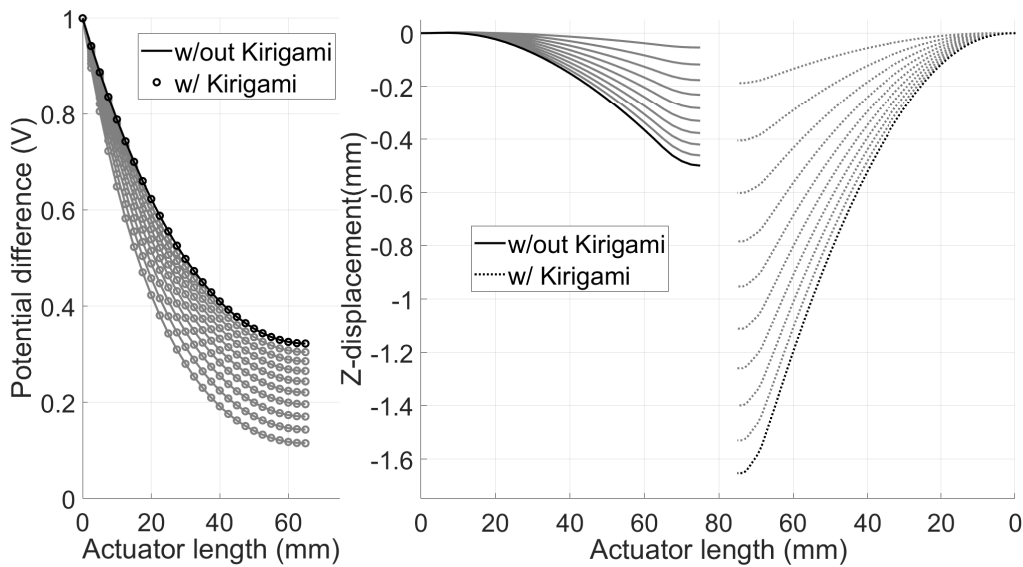 1
0.8
0.6
0.4
0.2
0
0 20 40 60
Potential difference (V)
Actuator length (mm)
w/out Kirigami
w/ Kirigami
0
-0.2
-0.4
-0.6
-0.8
-1
-1.2
-1.4
-1.6
0 20 40 60 80 60 40 20 0
Z-displacement(mm)
Actuator length (mm)
w/out Kirigami
w/ Kirigami